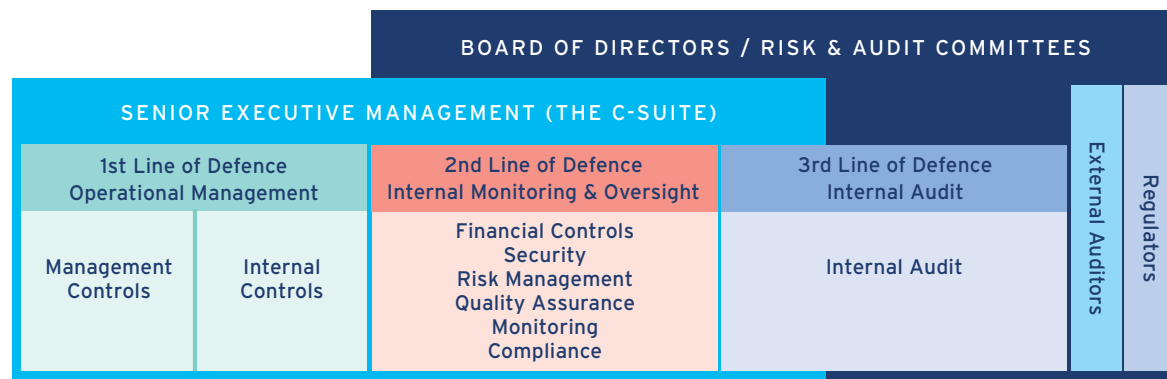 BOARD OF DIRECTORS / RISK & AUDIT COMMITTEES
SENIOR EXECUTIVE MANAGEMENT (THE C-SUITE)
1st Line of Defence
Operational Management
Management
Controls
Internal
Controls
2nd Line of Defence
Internal Monitoring & Oversight
Financial Controls
Security
Risk Management
Quality Assurance
Monitoring
Compliance
3rd Line of Defence
Internal Audit
Internal Audit
External Auditors
Regulators